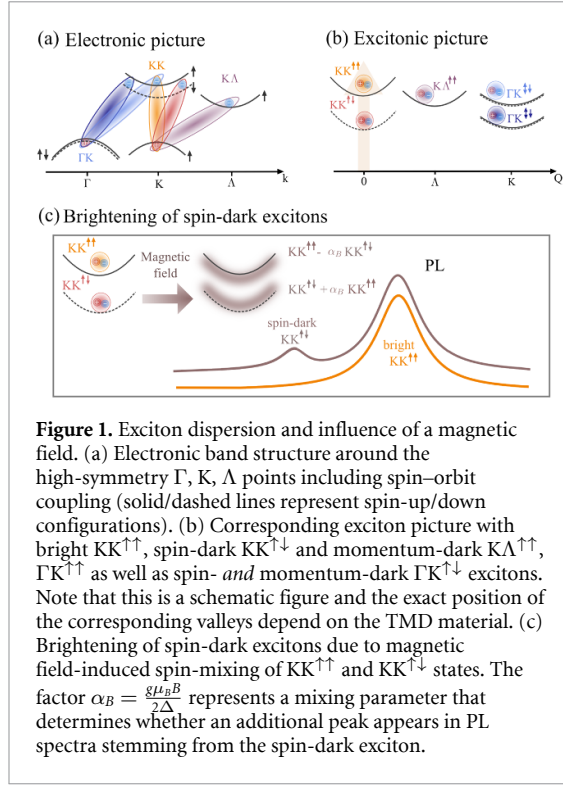 (a) Electronic picture
KK
KΛ
ΓK
↑
↓
↑
↑↓
↑
Γ
K
Λ
k
(b) Excitonic picture
KK↑↑
KK↑↓
KΛ↑↑
ΓK↑↓
ΓK↓↑
0
Λ
K
Q
(c) Brightening of spin-dark excitons
KK↑↑
KK↑↓
Magnetic
field
KK↑↑- α_B KK↑↓
KK↑↓+α_B KK↑↑
PL
spin-dark
KK↑↓
bright
KK↑↑
Figure 1. Exciton dispersion and influence of a magnetic
field. (a) Electronic band structure around the
high-symmetry Γ, K, Λ points including spin–orbit
coupling (solid/dashed lines represent spin-up/down
configurations). (b) Corresponding exciton picture with
bright KK↑↑, spin-dark KK↑↓ and momentum-dark KΛ↑↑,
ΓK↑↑ as well as spin- and momentum-dark ΓK↑↓ excitons.
Note that this is a schematic figure and the exact position of
the corresponding valleys depend on the TMD material. (c)
Brightening of spin-dark excitons due to magnetic
field-induced spin-mixing of KK↑↑ and KK↑↓ states. The
factor α_B = gμ_B B / 2Δ represents a mixing parameter that
determines whether an additional peak appears in PL
spectra stemming from the spin-dark exciton.